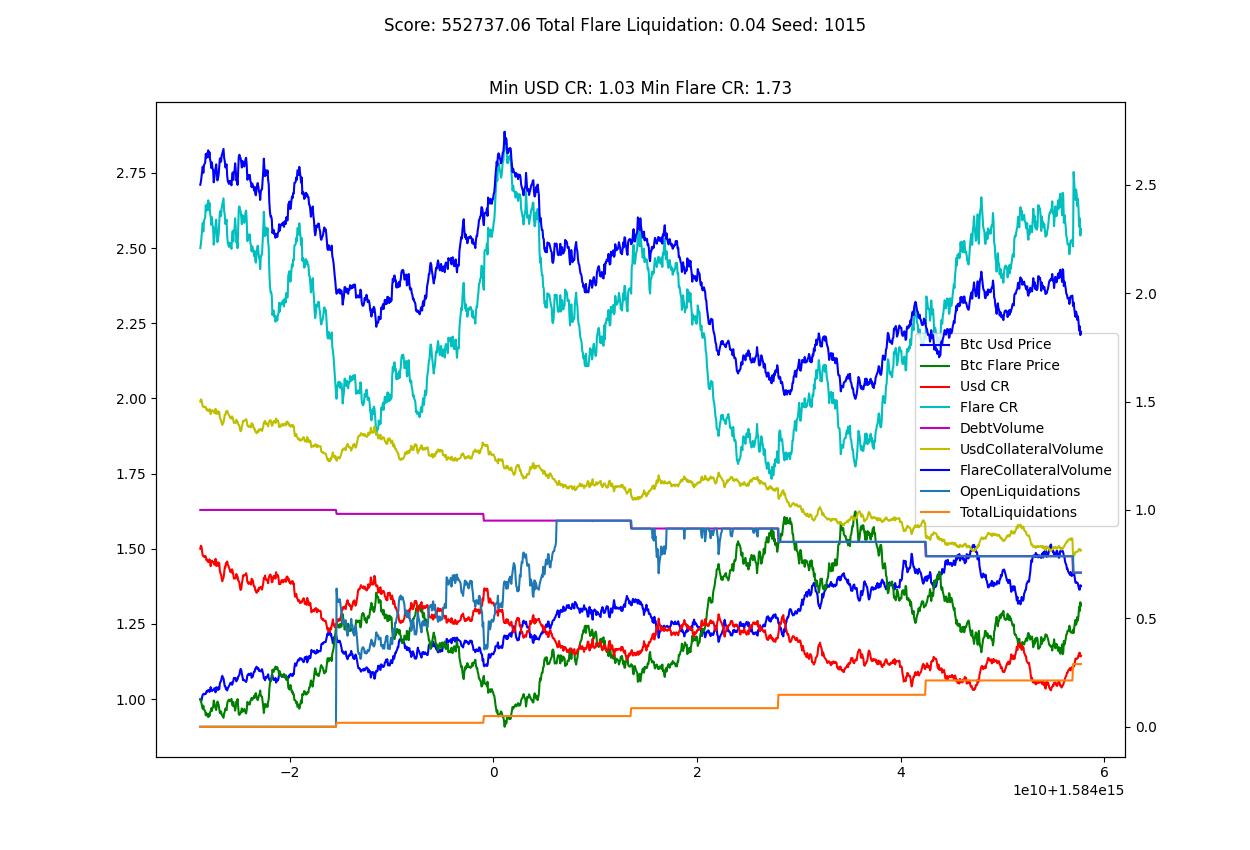 Score: 552737.06 Total Flare Liquidation: 0.04 Seed: 1015
Min USD CR: 1.03 Min Flare CR: 1.73
2.75
2.50
2.25
2.00
1.75
1.50
1.25
1.00
2.5
2.0
1.5
1.0
0.5
0.0
Btc Usd Price
Btc Flare Price
Usd CR
Flare CR
DebtVolume
UsdCollateralVolume
FlareCollateralVolume
OpenLiquidations
TotalLiquidations
−2 0 2 4 6
1e10+1.584e15